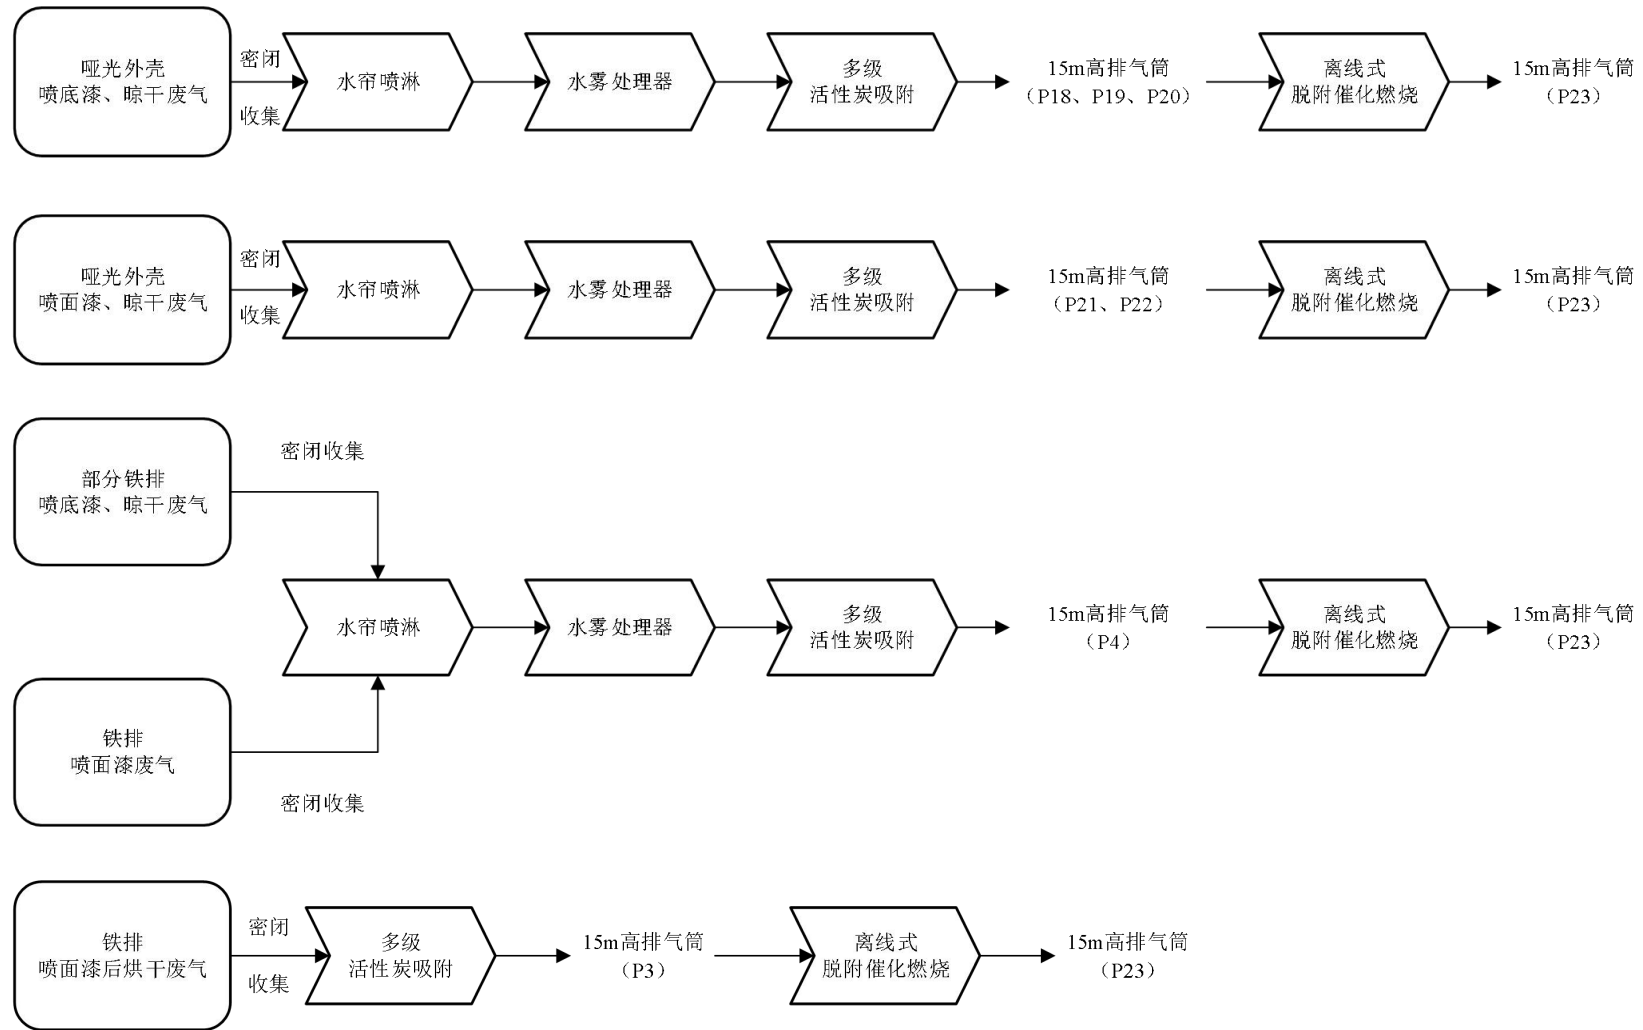 哑光外壳
喷底漆、晾干废气
密闭
收集
水帘喷淋
水雾处理器
多级
活性炭吸附
15m高排气筒
（P18、P19、P20）
离线式
脱附催化燃烧
15m高排气筒
（P23）
哑光外壳
喷面漆、晾干废气
密闭
收集
水帘喷淋
水雾处理器
多级
活性炭吸附
15m高排气筒
（P21、P22）
离线式
脱附催化燃烧
15m高排气筒
（P23）
部分铁排
喷底漆、晾干废气
密闭收集
铁排
喷面漆废气
密闭收集
水帘喷淋
水雾处理器
多级
活性炭吸附
15m高排气筒
（P4）
离线式
脱附催化燃烧
15m高排气筒
（P23）
铁排
喷面漆后烘干废气
密闭
收集
多级
活性炭吸附
15m高排气筒
（P3）
离线式
脱附催化燃烧
15m高排气筒
（P23）